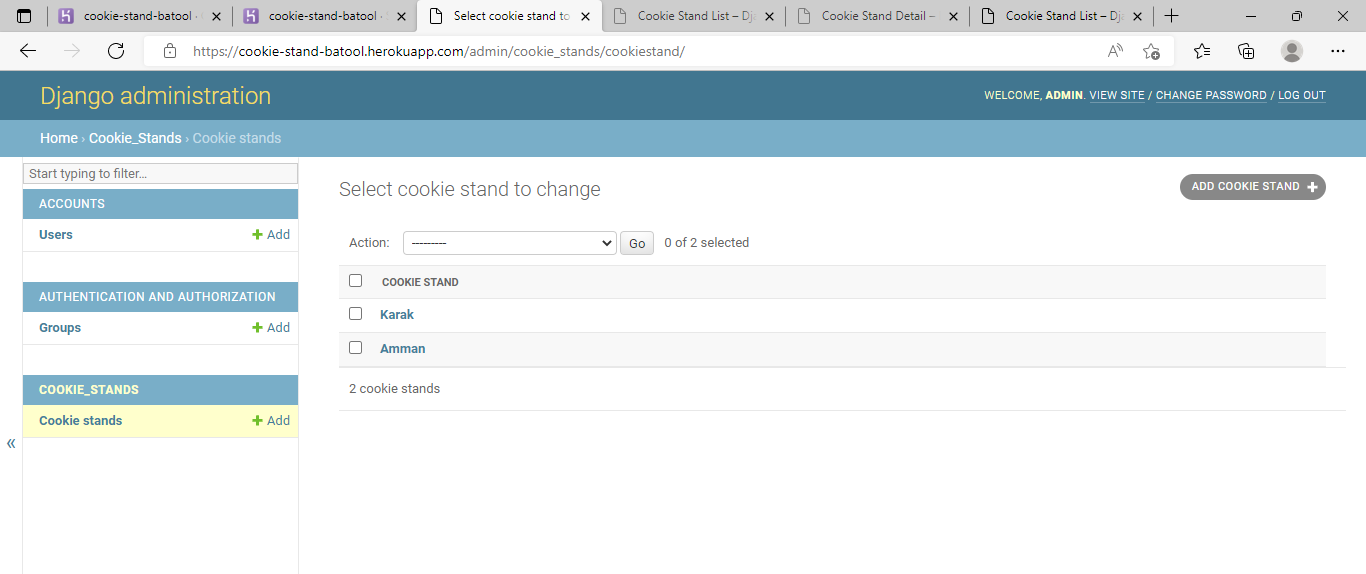 cookie-stand-batool ·
cookie-stand-batool ·
Select cookie stand to
Cookie Stand List – Dj
Cookie Stand Detail –
Cookie Stand List – Dj
https://cookie-stand-batool.herokuapp.com/admin/cookie_stands/cookiestand/
Django administration
WELCOME, ADMIN. VIEW SITE / CHANGE PASSWORD / LOG OUT
Home › Cookie_Stands › Cookie stands
Start typing to filter…
ACCOUNTS
Users
Add
AUTHENTICATION AND AUTHORIZATION
Groups
Add
COOKIE_STANDS
Cookie stands
Add
«
Select cookie stand to change
ADD COOKIE STAND +
Action: --------- Go 0 of 2 selected
COOKIE STAND
Karak
Amman
2 cookie stands